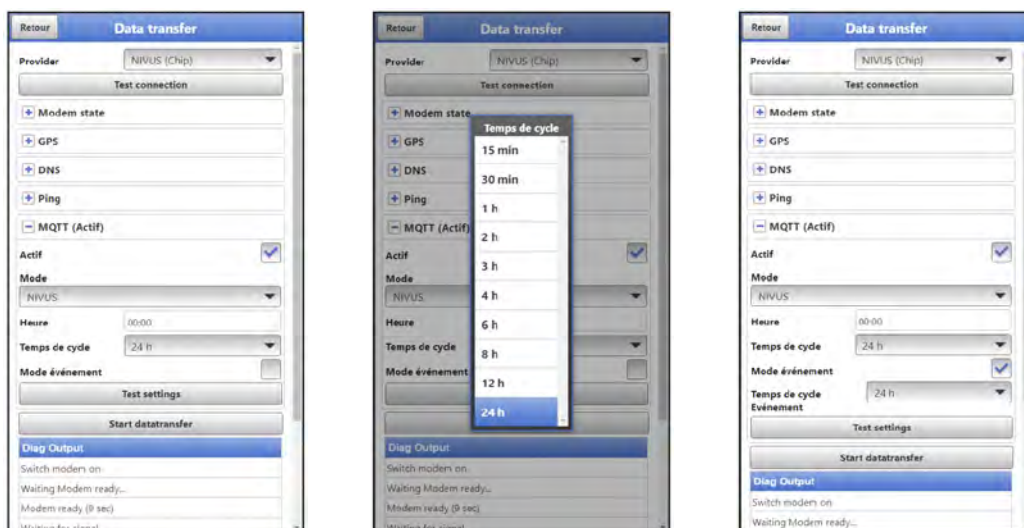 Retour Data transfer
Provider NIVUS (Chip)
Test connection
+ Modem state
+ GPS
+ DNS
+ Ping
− MQTT (Actif)
Actif
Mode
NIVUS
Heure 00:00
Temps de cycle 24 h
Mode événement
Test settings
Start datatransfer
Diag Output
Switch modem on
Waiting Modem ready...
Modem ready (9 sec)
Waiting for signal
Retour Data transfer
Provider NIVUS (Chip)
Test connection
+ Modem state
+ GPS
+ DNS
+ Ping
− MQTT (Actif)
Actif
Mode
NIVUS
Heure
Temps de cycle
Mode événement
Temps de cycle
15 min
30 min
1 h
2 h
3 h
4 h
6 h
8 h
12 h
24 h
Diag Output
Switch modem on
Waiting Modem ready...
Modem ready (9 sec)
Waiting for signal
Retour Data transfer
Provider NIVUS (Chip)
Test connection
+ Modem state
+ GPS
+ DNS
+ Ping
− MQTT (Actif)
Actif
Mode
NIVUS
Heure 00:00
Temps de cycle 24 h
Mode événement
Temps de cycle 24 h
Evénement
Test settings
Start datatransfer
Diag Output
Switch modem on
Waiting Modem ready...